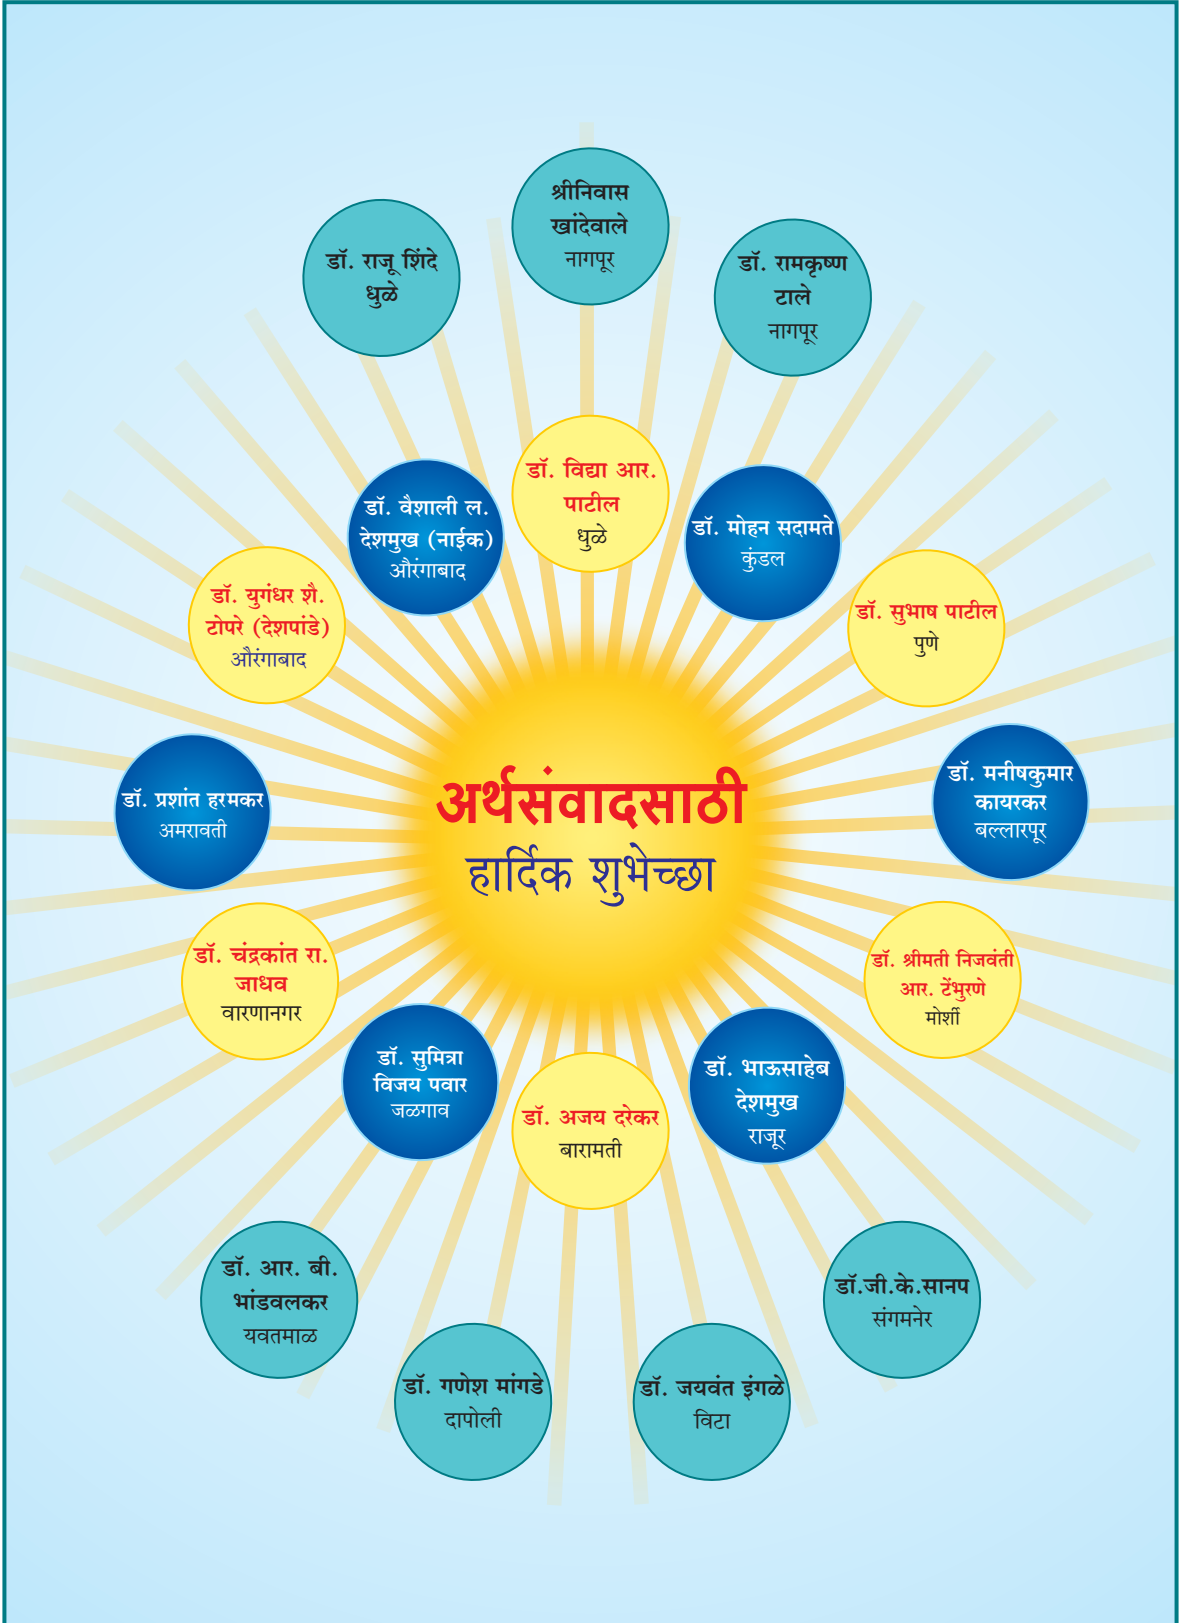 श्रीनिवास
खांदेवाले
नागपूर
डॉ. राजू शिंदे
धुळे
डॉ. रामकृष्ण
टाले
नागपूर
डॉ. विद्या आर.
पाटील
धुळे
डॉ. वैशाली ल.
देशमुख (नाईक)
औरंगाबाद
डॉ. मोहन सदामते
कुंडल
डॉ. युगंधर शै.
टोपरे (देशपांडे)
औरंगाबाद
डॉ. सुभाष पाटील
पुणे
डॉ. प्रशांत हरमकर
अमरावती
डॉ. मनीषकुमार
कायरकर
बल्लारपूर
अर्थसंवादसाठी
हार्दिक शुभेच्छा
डॉ. चंद्रकांत रा.
जाधव
वारणानगर
डॉ. श्रीमती निजवंती
आर. टेंभुरणे
मोर्शी
डॉ. सुमित्रा
विजय पवार
जळगाव
डॉ. भाऊसाहेब
देशमुख
राजूर
डॉ. अजय दरेकर
बारामती
डॉ. आर. बी.
भांडवलकर
यवतमाळ
डॉ.जी.के.सानप
संगमनेर
डॉ. गणेश मांगडे
दापोली
डॉ. जयवंत इंगळे
विटा